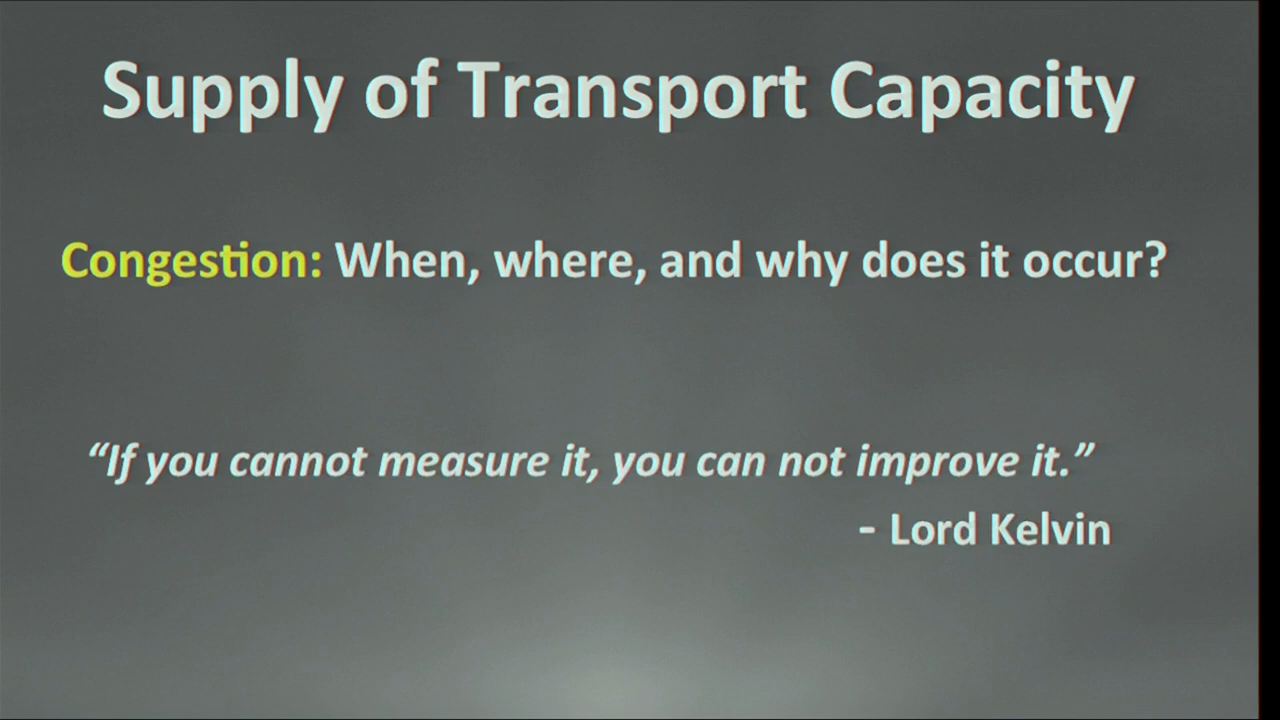 Supply of Transport Capacity
Congestion: When, where, and why does it occur?
“If you cannot measure it, you can not improve it.”
- Lord Kelvin